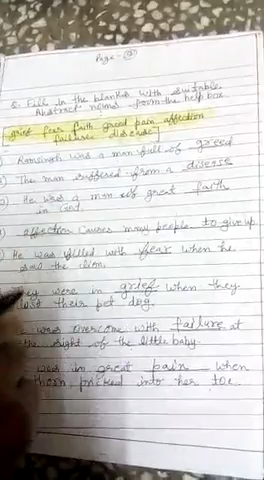 Page - 
Q. Fill in the blanks with suitable
Abstract nouns from the help box
grief fear faith greed pain affection
failure disease
Ramsingh was a man full of greed
The man suffered from a disease
He was a man of great faith
in God.
affection causes many people to give up
He was filled with fear when he
saw the lion.
were in grief when they
lost their pet dog.
was overcome with failure at
the sight of the little baby.
was in great pain when
thorn pricked into her toe.